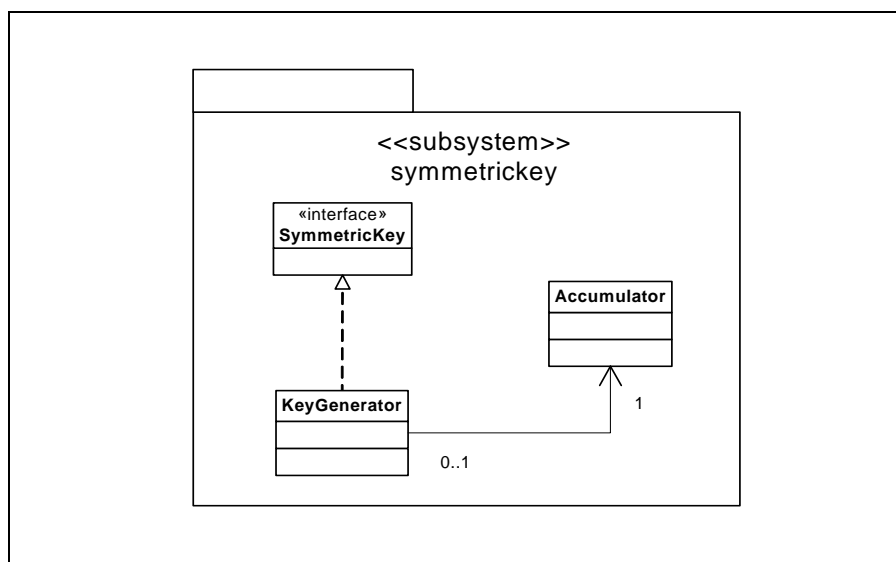 <<subsystem>>
symmetrickey
«interface»
SymmetricKey
Accumulator
KeyGenerator
1
0..1